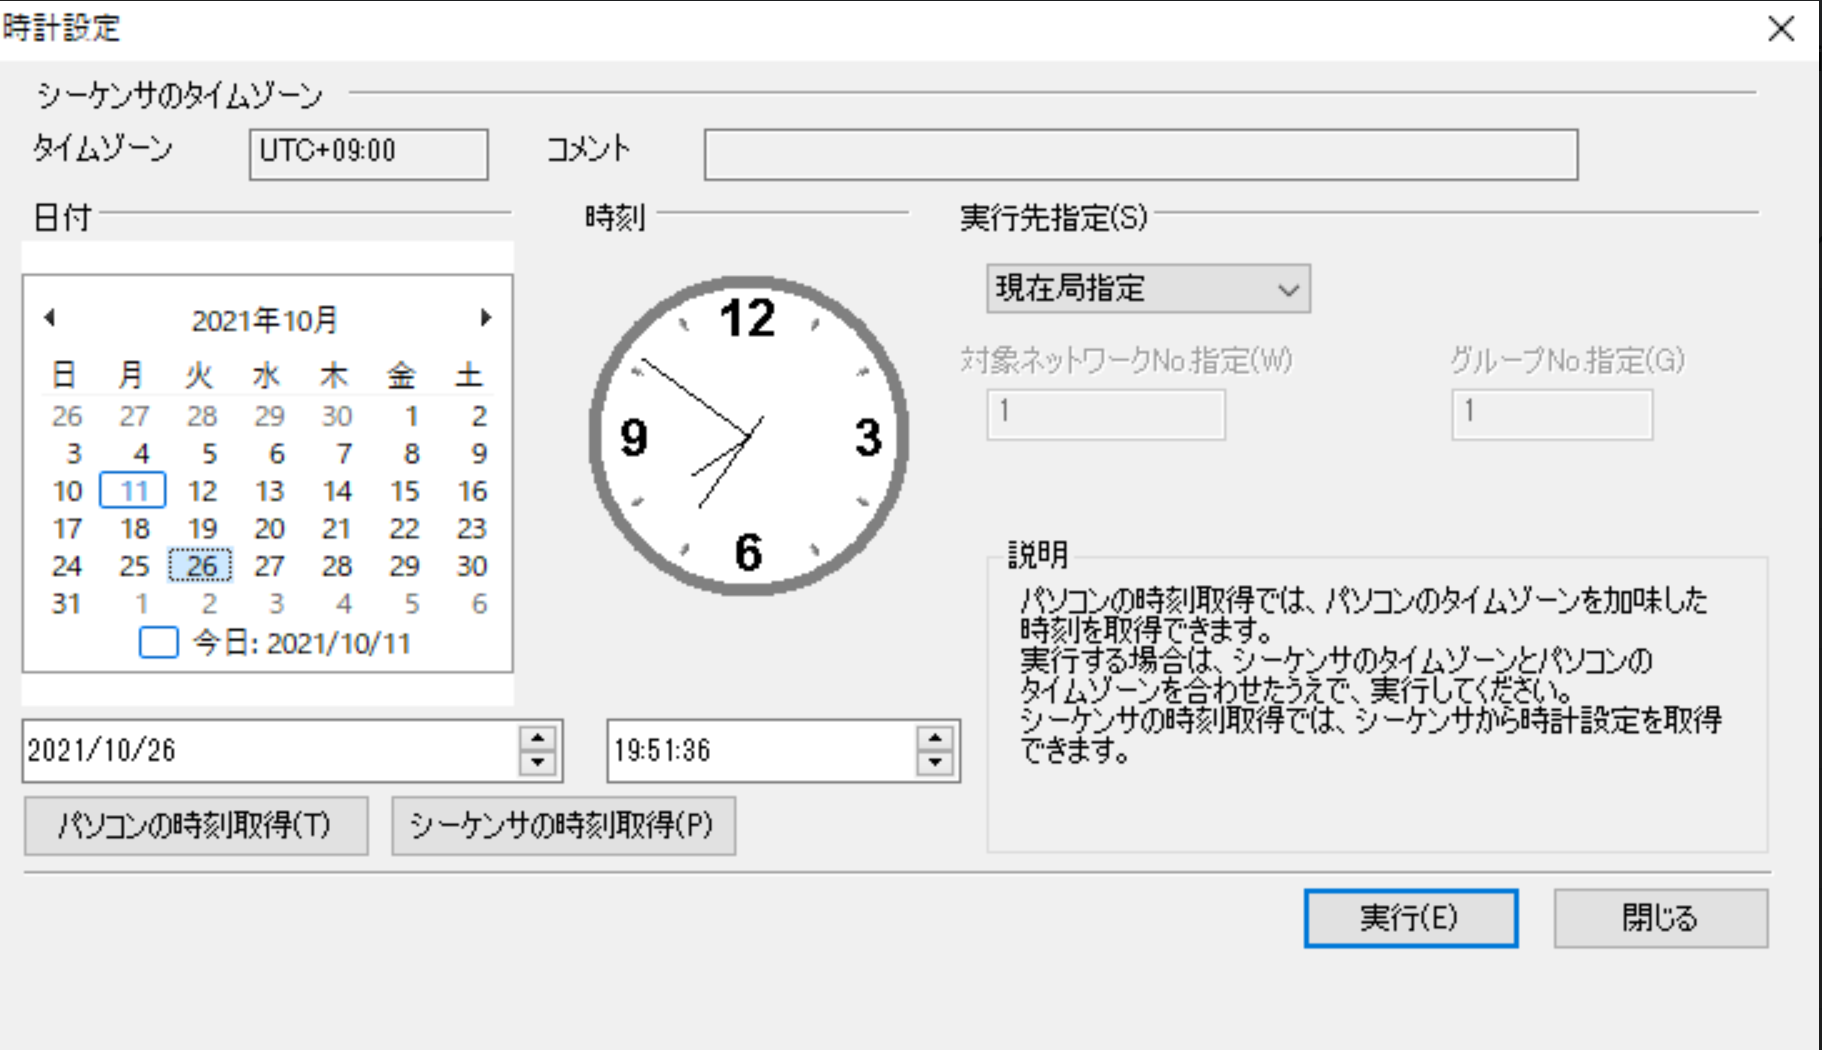 時計設定
シーケンサのタイムゾーン
タイムゾーン UTC+09:00 コメント
日付
2021年10月
日 月 火 水 木 金 土
26 27 28 29 30 1 2
3 4 5 6 7 8 9
10 11 12 13 14 15 16
17 18 19 20 21 22 23
24 25 26 27 28 29 30
31 1 2 3 4 5 6
今日: 2021/10/11
2021/10/26
時刻
12
9 3
6
19:51:36
パソコンの時刻取得(T) シーケンサの時刻取得(P)
実行先指定(S)
現在局指定
対象ネットワークNo.指定(W) グループNo.指定(G)
1 1
説明
パソコンの時刻取得では、パソコンのタイムゾーンを加味した
時刻を取得できます。
実行する場合は、シーケンサのタイムゾーンとパソコンの
タイムゾーンを合わせたうえで、実行してください。
シーケンサの時刻取得では、シーケンサから時計設定を取得
できます。
実行(E) 閉じる